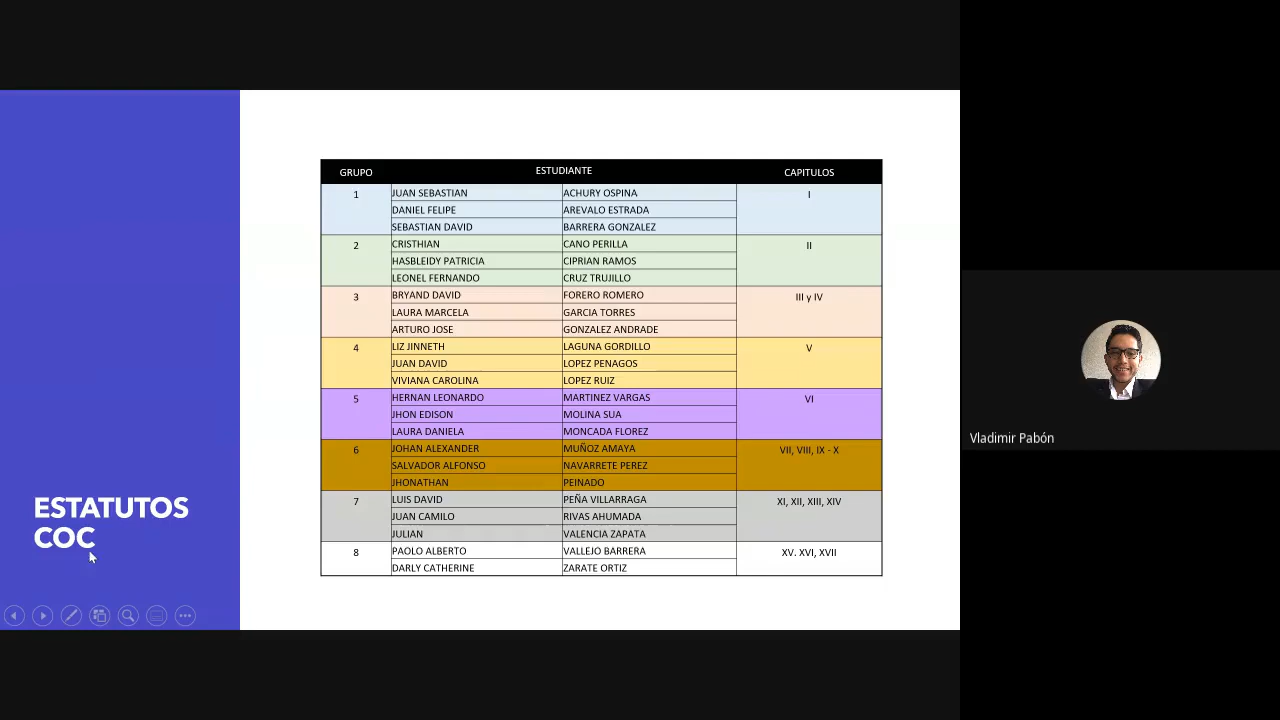 GRUPO ESTUDIANTE CAPITULOS
1 JUAN SEBASTIAN ACHURY OSPINA I
DANIEL FELIPE AREVALO ESTRADA
SEBASTIAN DAVID BARRERA GONZALEZ
2 CRISTHIAN CANO PERILLA II
HASBLEIDY PATRICIA CIPRIAN RAMOS
LEONEL FERNANDO CRUZ TRUJILLO
3 BRYAND DAVID FORERO ROMERO III y IV
LAURA MARCELA GARCIA TORRES
ARTURO JOSE GONZALEZ ANDRADE
4 LIZ JINNETH LAGUNA GORDILLO V
JUAN DAVID LOPEZ PENAGOS
VIVIANA CAROLINA LOPEZ RUIZ
5 HERNAN LEONARDO MARTINEZ VARGAS VI
JHON EDISON MOLINA SUA
LAURA DANIELA MONCADA FLOREZ
6 JOHAN ALEXANDER MUÑOZ AMAYA VII, VIII, IX - X
SALVADOR ALFONSO NAVARRETE PEREZ
JHONATHAN PEINADO
7 LUIS DAVID PEÑA VILLARRAGA XI, XII, XIII, XIV
JUAN CAMILO RIVAS AHUMADA
JULIAN VALENCIA ZAPATA
8 PAOLO ALBERTO VALLEJO BARRERA XV. XVI, XVII
DARLY CATHERINE ZARATE ORTIZ
ESTATUTOS
COC
Vladimir Pabón